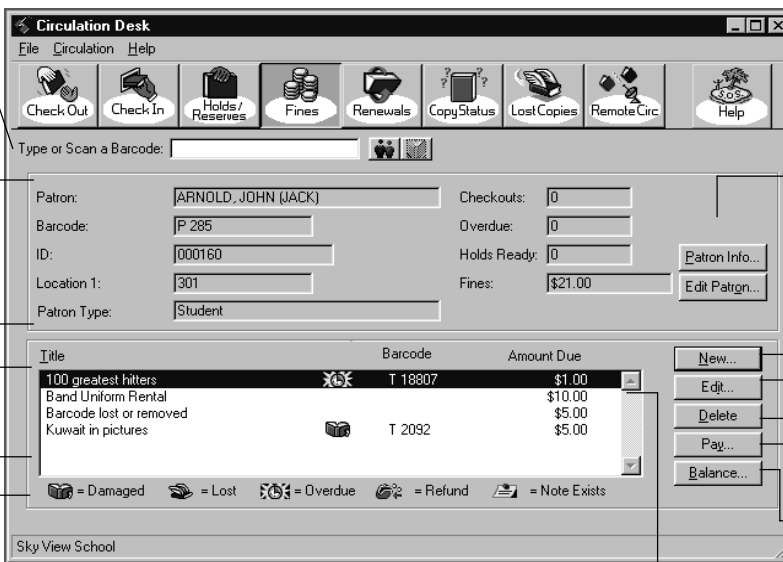 Circulation Desk
File Circulation Help
Check Out Check In Holds/ Reserves Fines Renewals CopyStatus Lost Copies Remote Circ S.O.S. Help
Type or Scan a Barcode:
Patron: ARNOLD, JOHN (JACK) Checkouts: 0
Barcode: P 285 Overdue: 0
ID: 000160 Holds Ready: 0 Patron Info...
Location 1: 301 Fines: $21.00 Edit Patron...
Patron Type: Student
Title Barcode Amount Due New...
100 greatest hitters T 18807 $1.00 Edit...
Band Uniform Rental $10.00
Barcode lost or removed $5.00 Delete
Kuwait in pictures T 2092 $5.00 Pay...
Balance...
= Damaged = Lost = Overdue = Refund = Note Exists
Sky View School